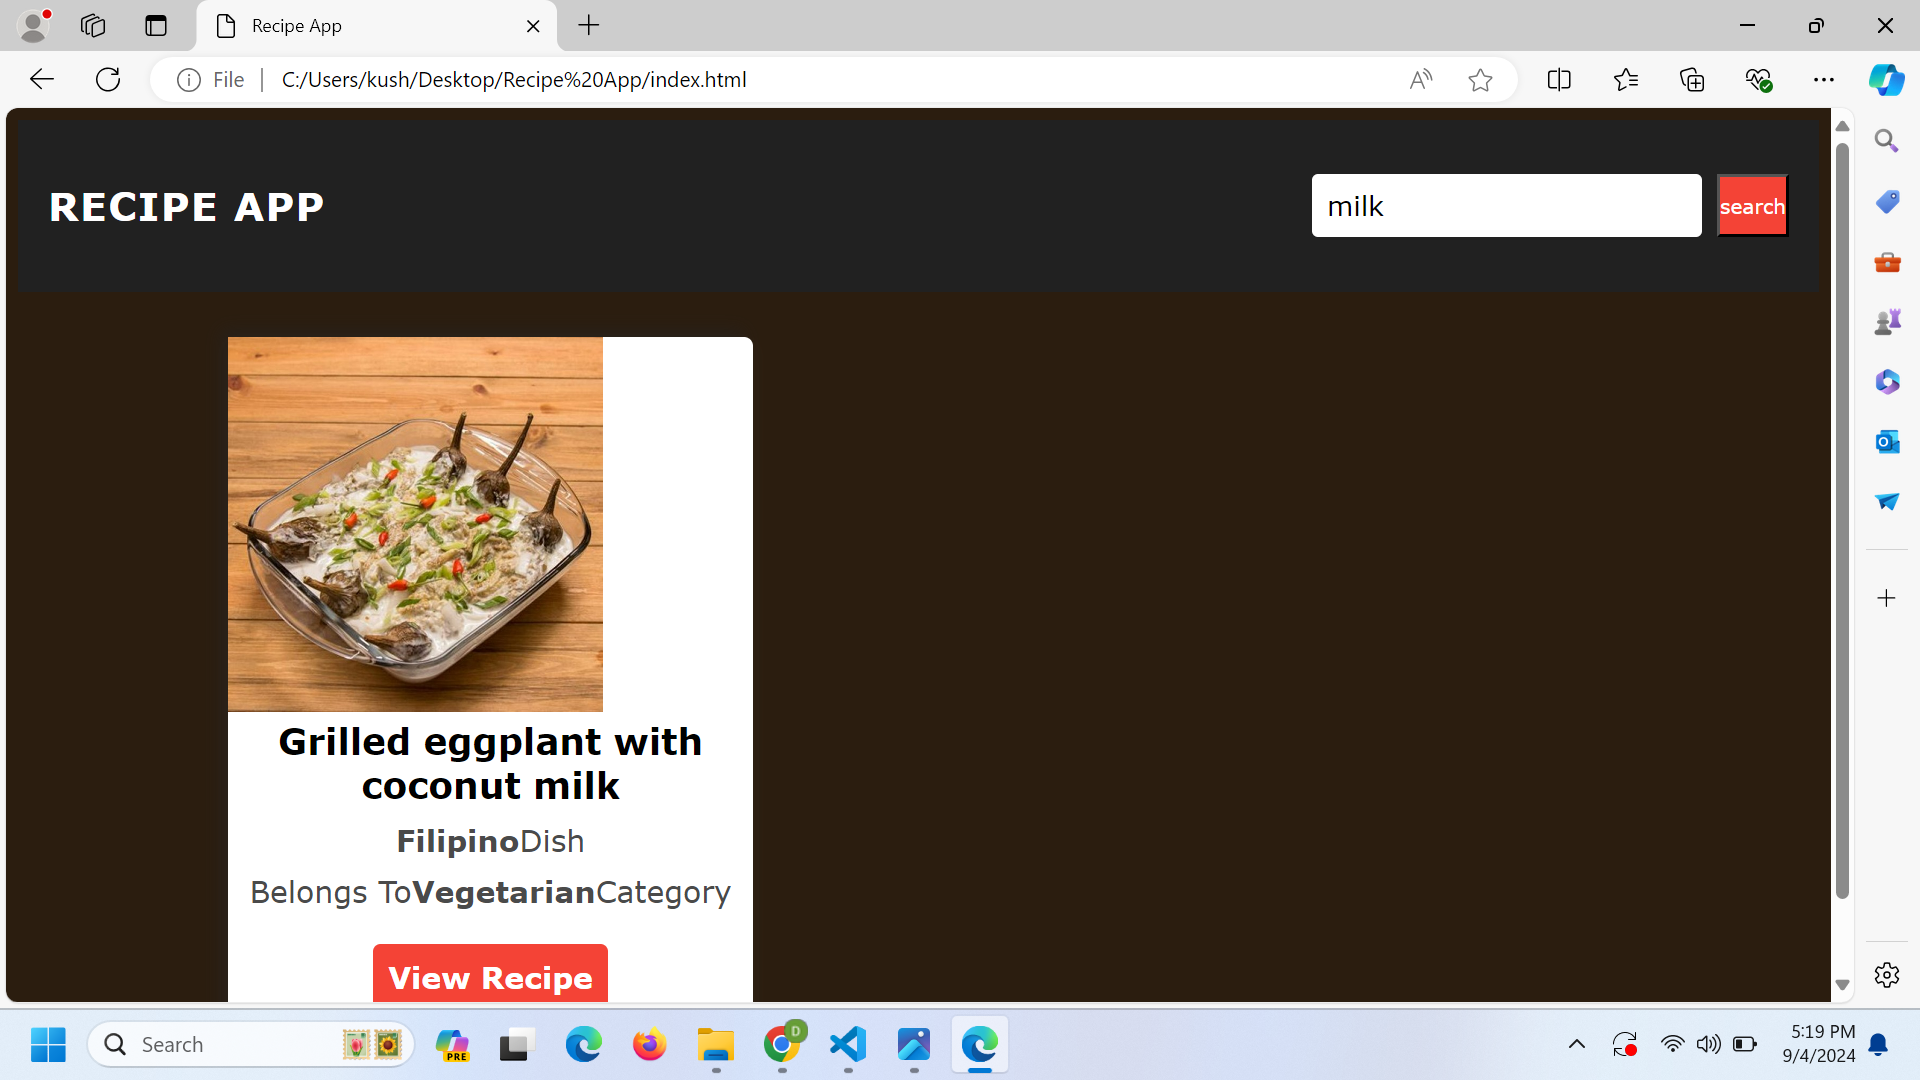 Recipe App
File
C:/Users/kush/Desktop/Recipe%20App/index.html
RECIPE APP
milk
search
Grilled eggplant with
coconut milk
FilipinoDish
Belongs ToVegetarianCategory
View Recipe
Search
PRE
D
5:19 PM
9/4/2024